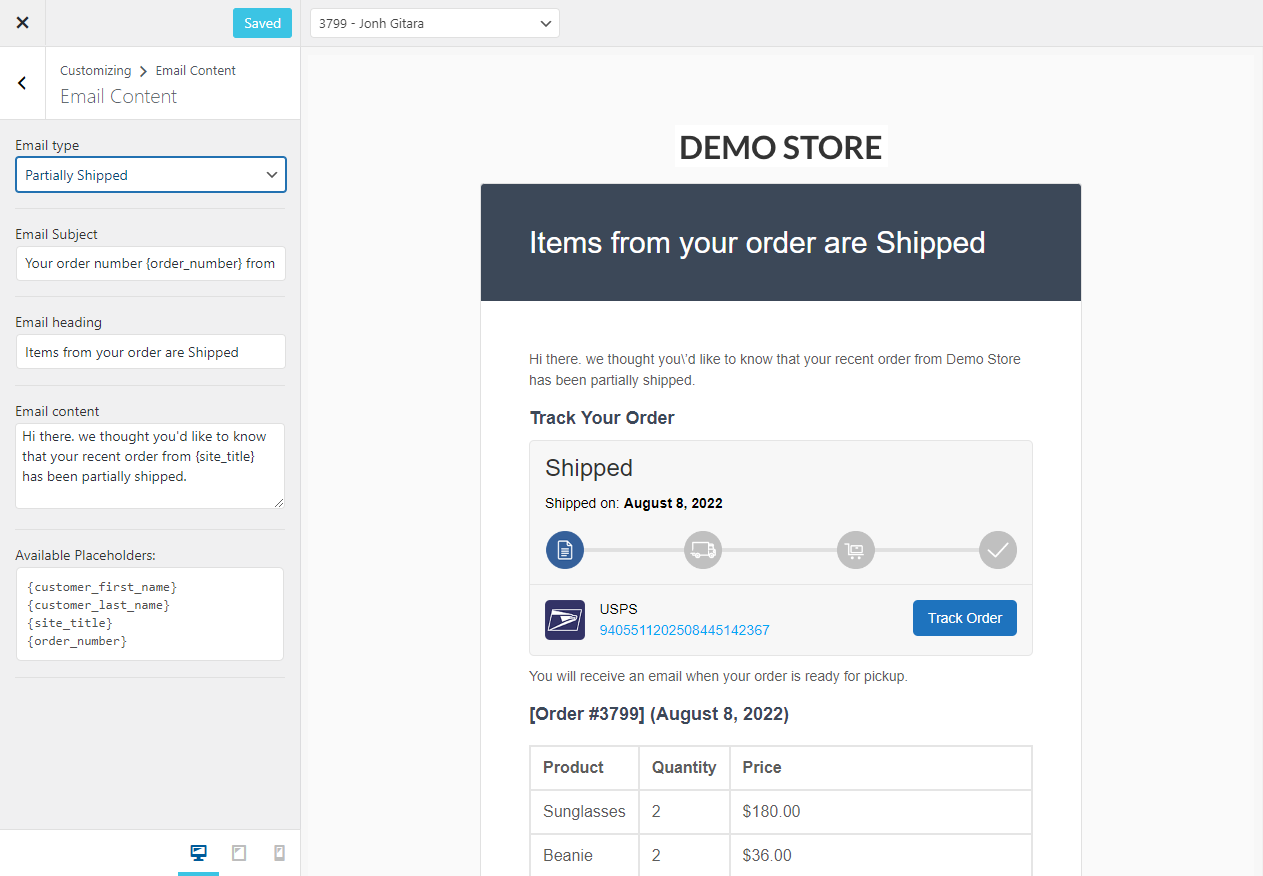 Saved
3799 - Jonh Gitara
Customizing > Email Content
Email Content
Email type
Partially Shipped
Email Subject
Your order number {order_number} from
Email heading
Items from your order are Shipped
Email content
Hi there. we thought you'd like to know
that your recent order from {site_title}
has been partially shipped.
Available Placeholders:
{customer_first_name}
{customer_last_name}
{site_title}
{order_number}
DEMO STORE
Items from your order are Shipped
Hi there. we thought you\'d like to know that your recent order from Demo Store
has been partially shipped.
Track Your Order
Shipped
Shipped on: August 8, 2022
USPS
9405511202508445142367
Track Order
You will receive an email when your order is ready for pickup.
[Order #3799] (August 8, 2022)
Product Quantity Price
Sunglasses 2 $180.00
Beanie 2 $36.00